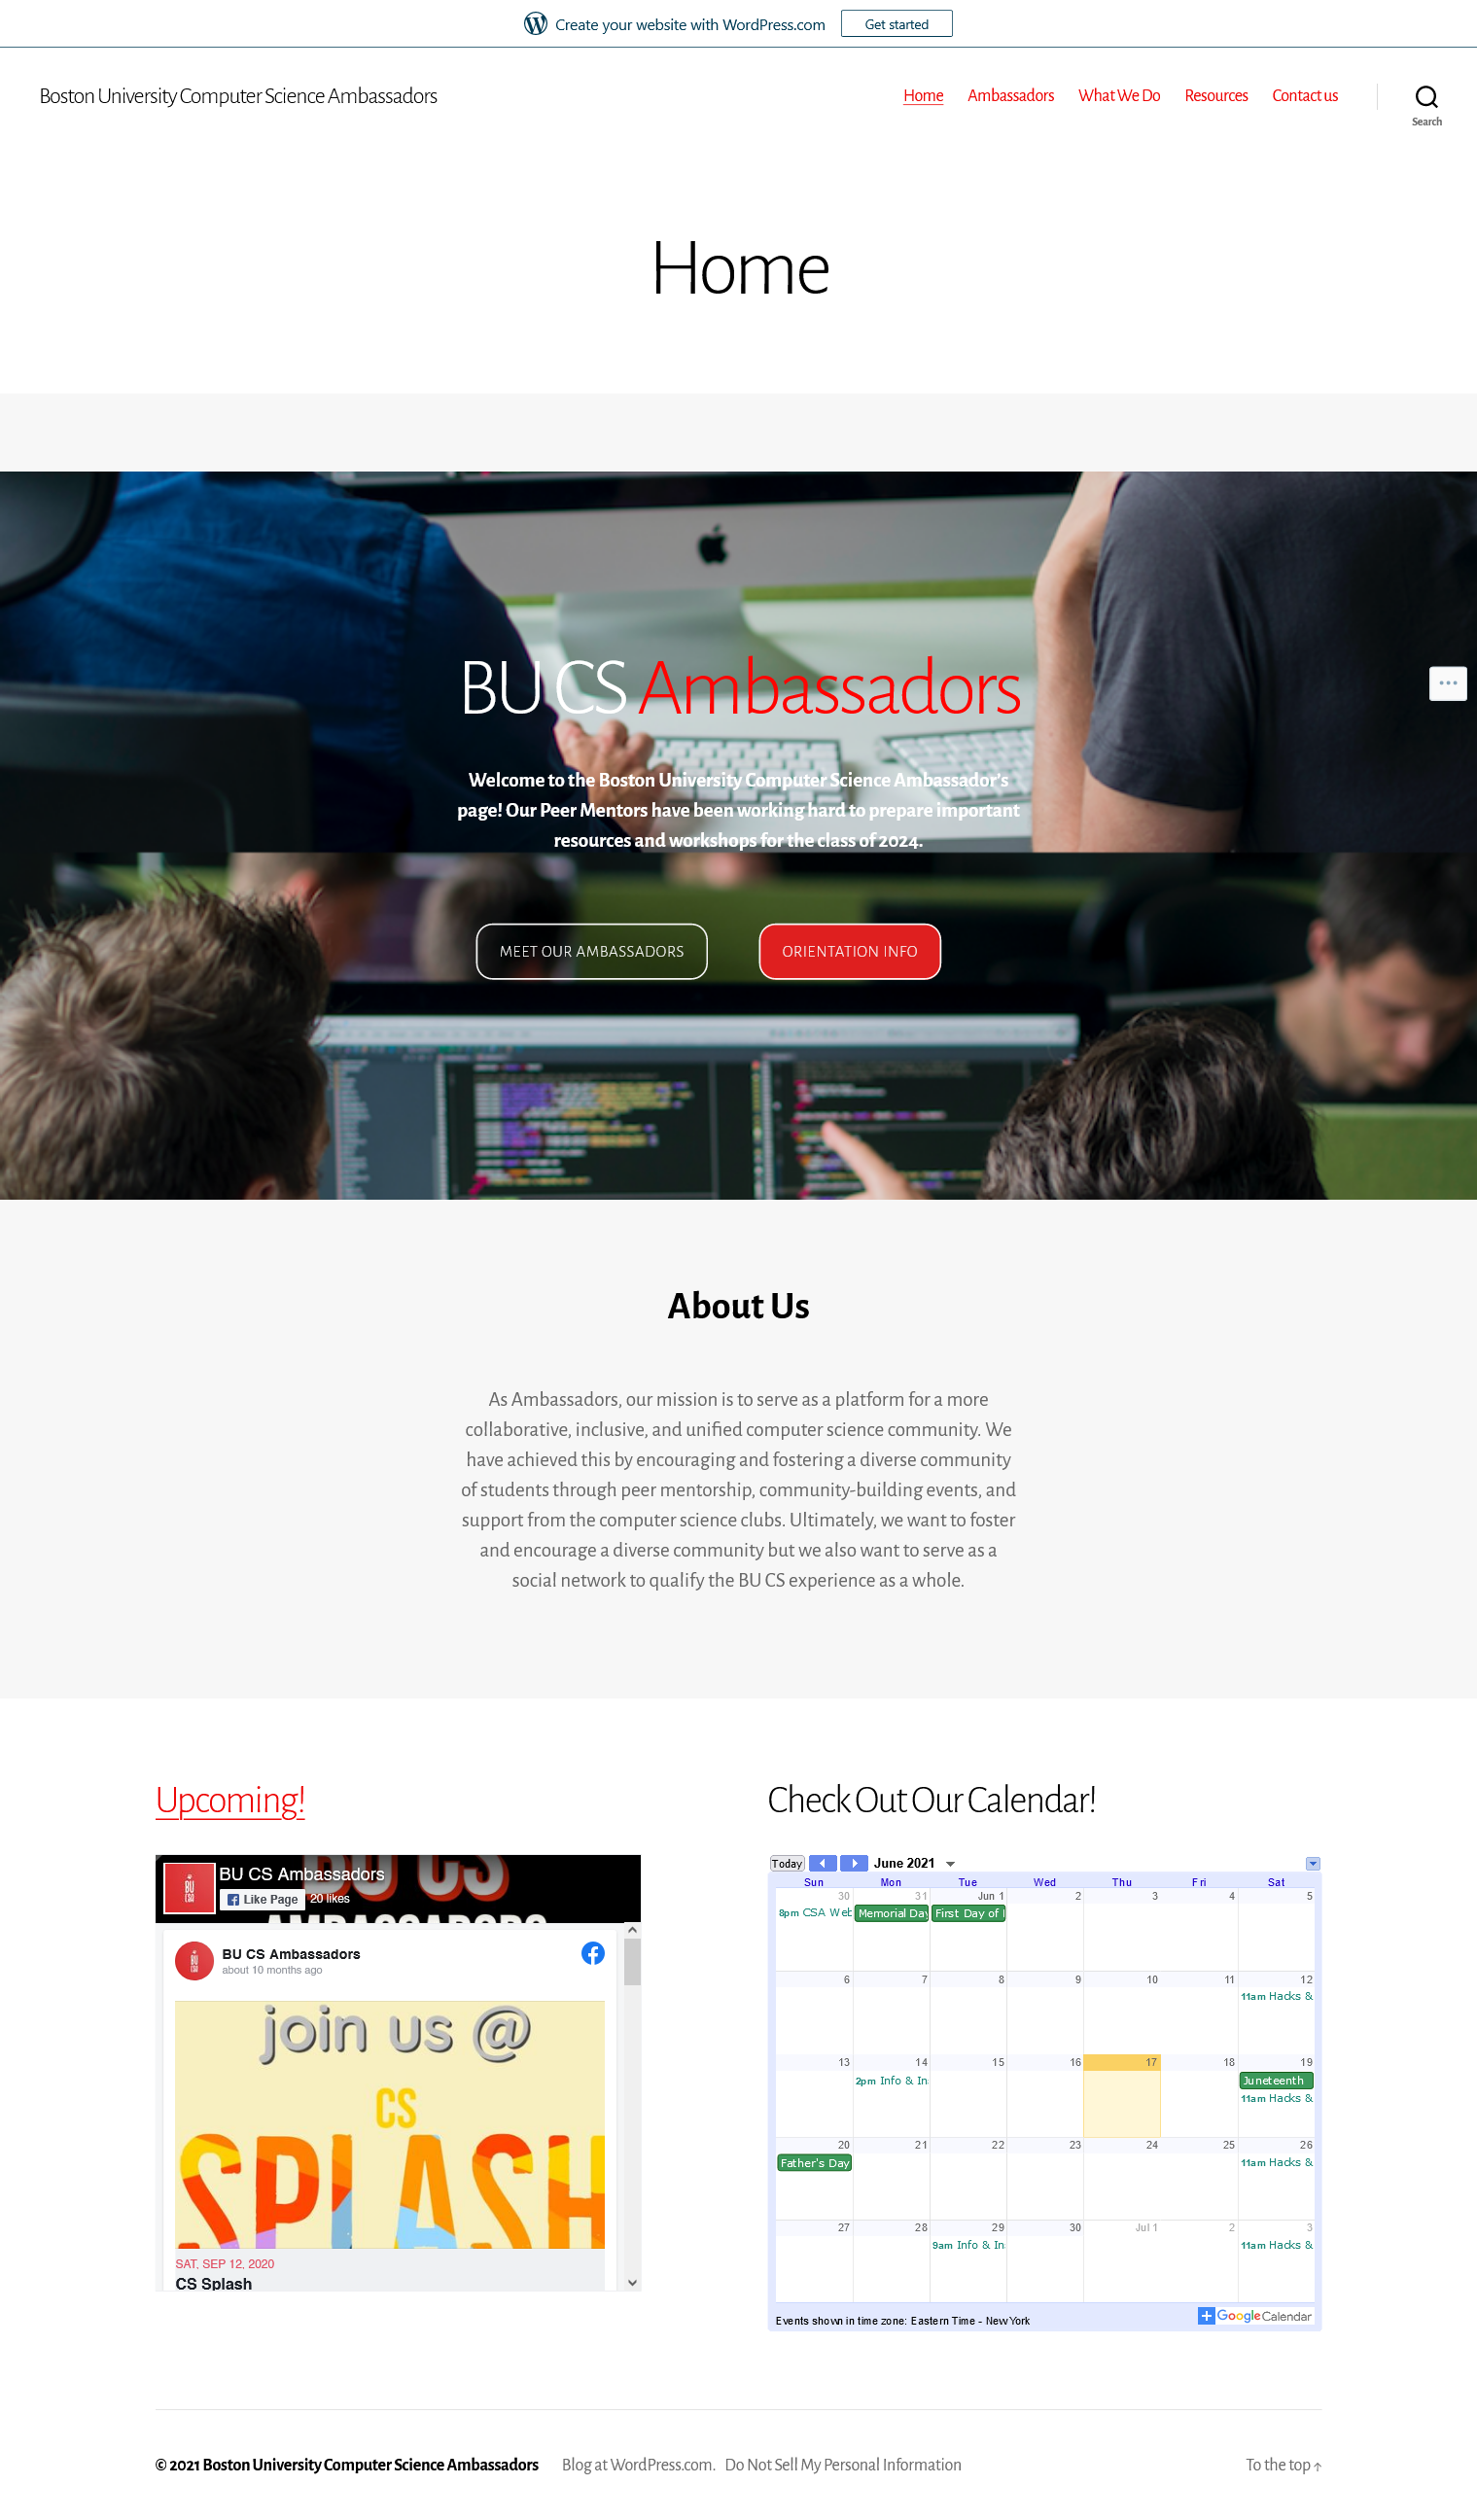 Create your website with WordPress.com Get started
Boston University Computer Science Ambassadors
Home Ambassadors What We Do Resources Contact us
Search
Home
BU CS Ambassadors
Welcome to the Boston University Computer Science Ambassador's
page! Our Peer Mentors have been working hard to prepare important
resources and workshops for the class of 2024.
MEET OUR AMBASSADORS ORIENTATION INFO
About Us
As Ambassadors, our mission is to serve as a platform for a more
collaborative, inclusive, and unified computer science community. We
have achieved this by encouraging and fostering a diverse community
of students through peer mentorship, community-building events, and
support from the computer science clubs. Ultimately, we want to foster
and encourage a diverse community but we also want to serve as a
social network to qualify the BU CS experience as a whole.
Upcoming!
BU CS Ambassadors
Like Page 20 likes
BU CS Ambassadors
about 10 months ago
join us @
CS
SPLASH
SAT, SEP 12, 2020
CS Splash
Check Out Our Calendar!
Today June 2021
Sun Mon Tue Wed Thu Fri Sat
30 31 Jun 1 2 3 4 5
8pm CSA Web Memorial Day First Day of
6 7 8 9 10 11 12
11am Hacks &
13 14 15 16 17 18 19
2pm Info & In Juneteenth
11am Hacks &
20 21 22 23 24 25 26
Father's Day 11am Hacks &
27 28 29 30 Jul 1 2 3
9am Info & In 11am Hacks &
Events shown in time zone: Eastern Time - New York
Google Calendar
© 2021 Boston University Computer Science Ambassadors Blog at WordPress.com. Do Not Sell My Personal Information To the top ↑